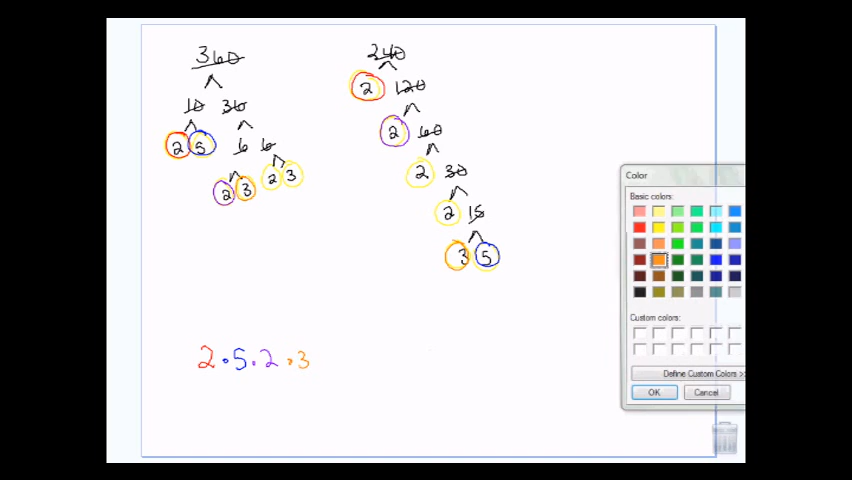 360
10 36
2 5 6 6
2 3 2 3
240
2 120
2 60
2 30
2 15
3 5
2 · 5 · 2 · 3
Color
Basic colors:
Custom colors:
Define Custom Colors >>
OK Cancel